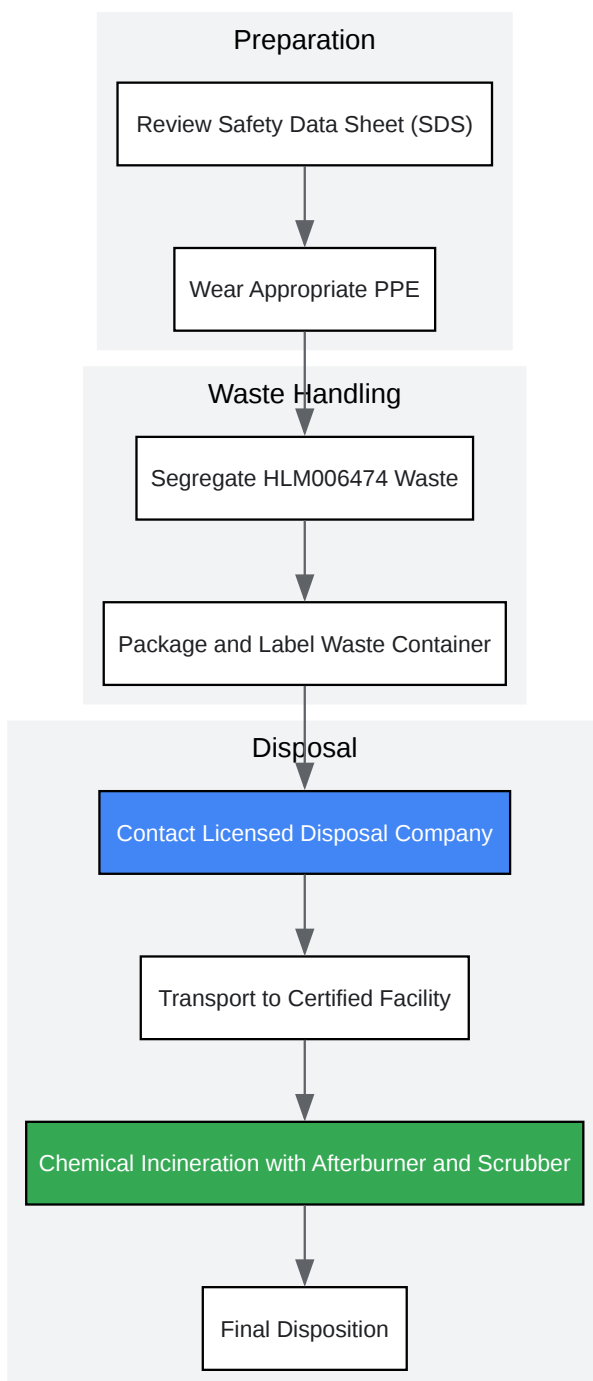 Preparation
Review Safety Data Sheet (SDS)
Wear Appropriate PPE
Waste Handling
Segregate HLM006474 Waste
Package and Label Waste Container
Disposal
Contact Licensed Disposal Company
Transport to Certified Facility
Chemical Incineration with Afterburner and Scrubber
Final Disposition